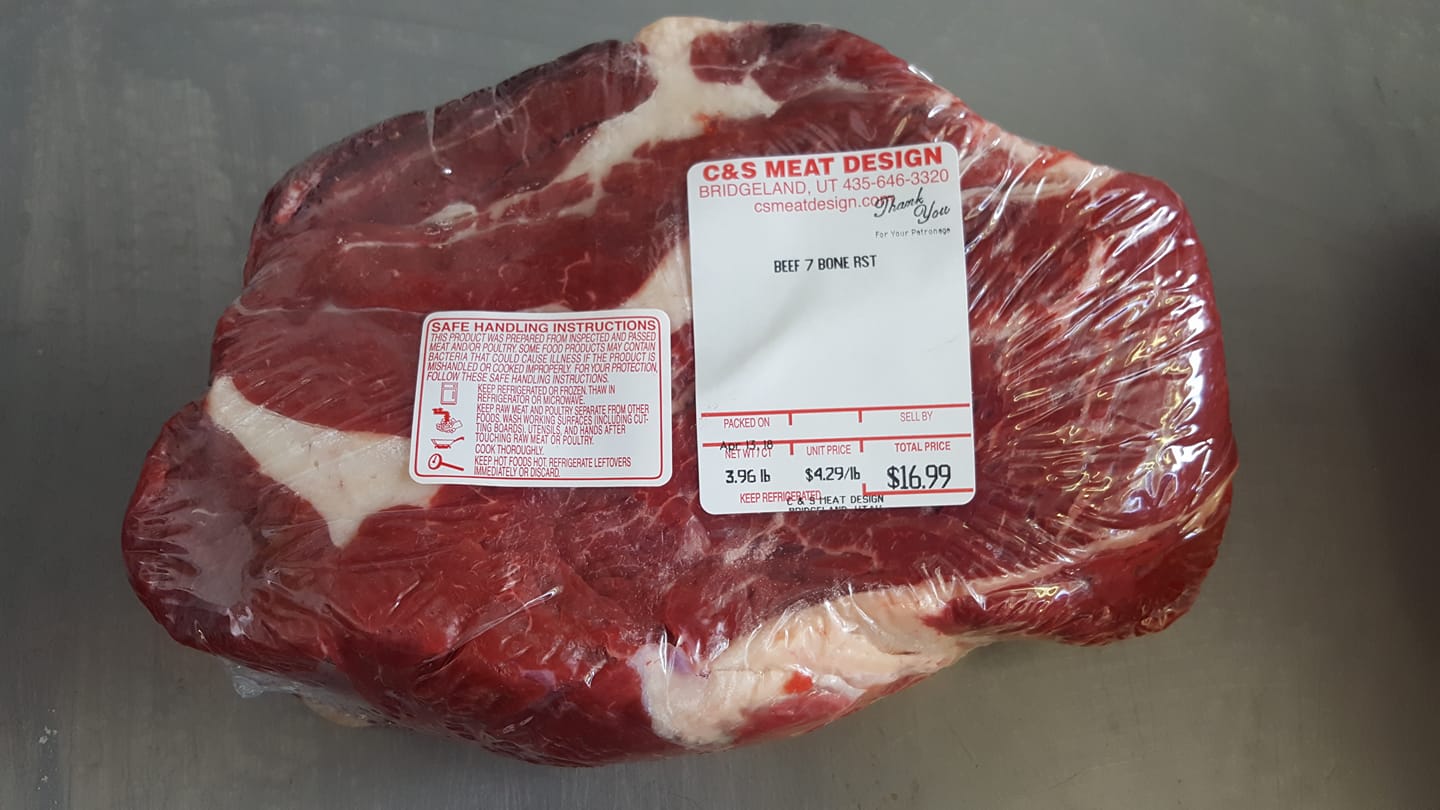 C&S MEAT DESIGN
BRIDGELAND, UT 435-646-3320
csmeatdesign.com
Thank
You
For Your Patronage
BEEF 7 BONE RST
PACKED ON
SELL BY
Apr 13, 18
NET WT/CT
UNIT PRICE
TOTAL PRICE
3.96 lb
$4.29/lb
$16.99
KEEP REFRIGERATED
C & S MEAT DESIGN
BRIDGELAND, UTAH
SAFE HANDLING INSTRUCTIONS
THIS PRODUCT WAS PREPARED FROM INSPECTED AND PASSED
MEAT AND/OR POULTRY. SOME FOOD PRODUCTS MAY CONTAIN
BACTERIA THAT COULD CAUSE ILLNESS IF THE PRODUCT IS
MISHANDLED OR COOKED IMPROPERLY. FOR YOUR PROTECTION,
FOLLOW THESE SAFE HANDLING INSTRUCTIONS.
KEEP REFRIGERATED OR FROZEN. THAW IN
REFRIGERATOR OR MICROWAVE.
KEEP RAW MEAT AND POULTRY SEPARATE FROM OTHER
FOODS. WASH WORKING SURFACES (INCLUDING CUT-
TING BOARDS), UTENSILS, AND HANDS AFTER
TOUCHING RAW MEAT OR POULTRY.
COOK THOROUGHLY.
KEEP HOT FOODS HOT. REFRIGERATE LEFTOVERS
IMMEDIATELY OR DISCARD.